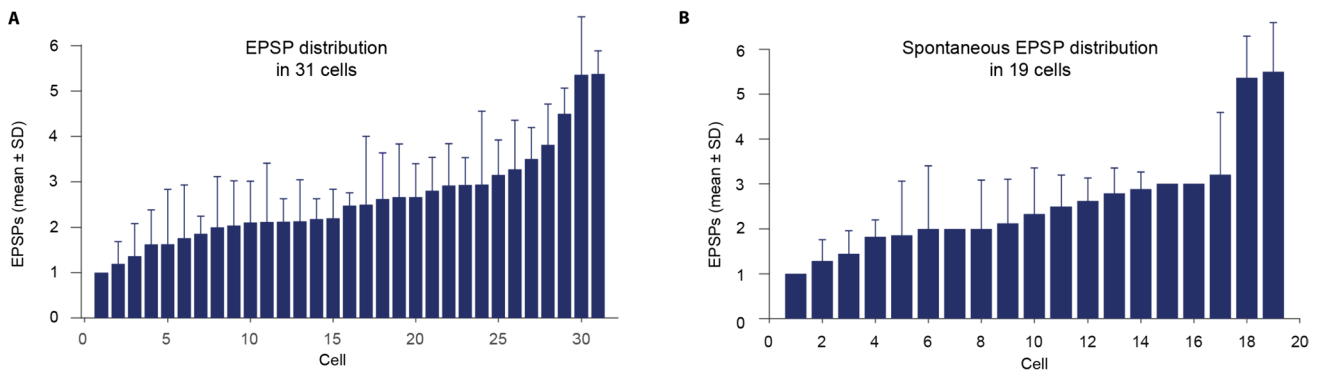 A
EPSP distribution
in 31 cells
EPSPs (mean ± SD)
6
5
4
3
2
1
0
0 5 10 15 20 25 30
Cell
B
Spontaneous EPSP distribution
in 19 cells
EPSPs (mean ± SD)
6
5
4
3
2
1
0
0 2 4 6 8 10 12 14 16 18 20
Cell